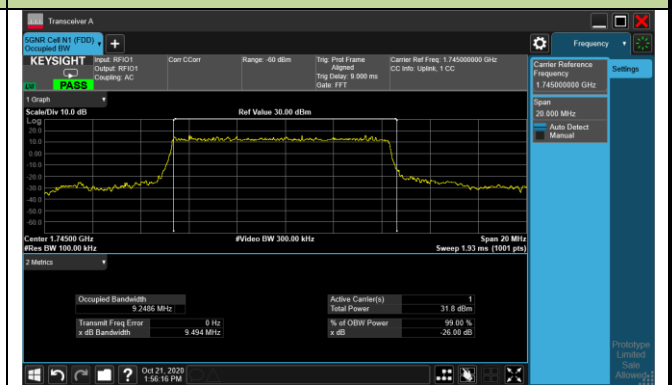 Transceiver A
5GNR Cell N1 (FDD)
Occupied BW
+
Frequency
KEYSIGHT
LVI
PASS
Input: RFIO1
Output: RFIO1
Coupling: AC
Corr CCorr
Range: -60 dBm
Trig: Prot Frame
Aligned
Trig Delay: 9.000 ms
Gate: FFT
Carrier Ref Freq: 1.745000000 GHz
CC Info: Uplink, 1 CC
Carrier Reference
Frequency
1.745000000 GHz
Settings
Span
20.000 MHz
Auto Detect
Manual
1 Graph
Scale/Div 10.0 dB
Ref Value 30.00 dBm
Log
20.0
10.0
0.00
-10.0
-20.0
-30.0
-40.0
-50.0
-60.0
Center 1.74500 GHz
#Video BW 300.00 kHz
Span 20 MHz
#Res BW 100.00 kHz
Sweep 1.93 ms (1001 pts)
2 Metrics
Occupied Bandwidth
9.2486 MHz
Transmit Freq Error 0 Hz
x dB Bandwidth 9.494 MHz
Active Carrier(s) 1
Total Power 31.8 dBm
% of OBW Power 99.00 %
x dB -26.00 dB
Prototype
Limited
Sale
Allowed
?
Oct 21, 2020
1:56:16 PM